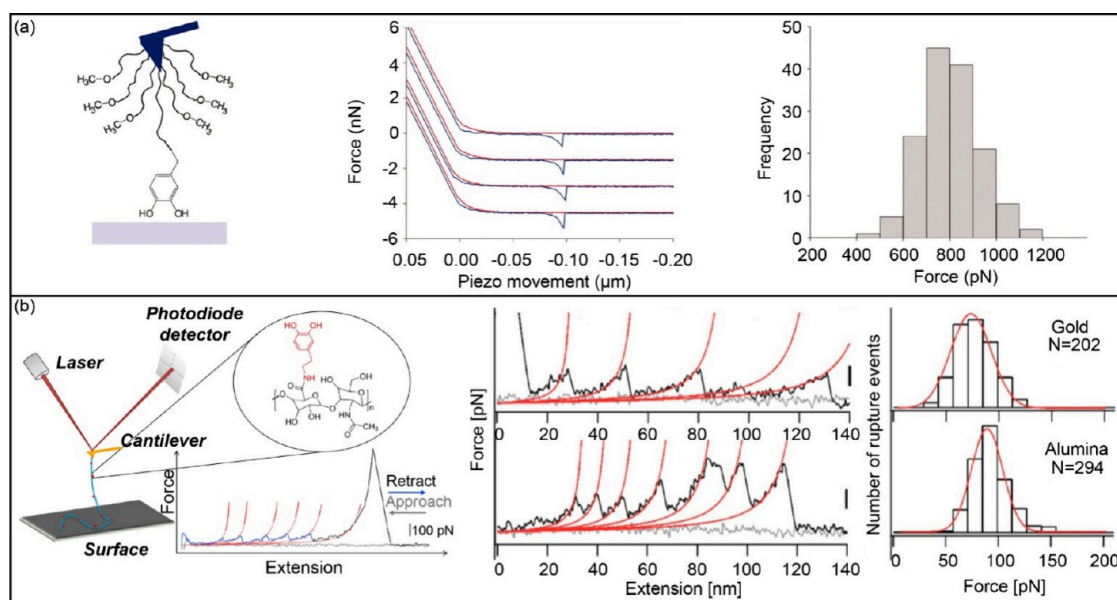 (a)
H₃C
O
H₃C
O
H₃C
O
O
CH₃
O
CH₃
O
CH₃
HO
OH
Force (nN)
6
4
2
0
-2
-4
-6
0.05 0.00 -0.05 -0.10 -0.15 -0.20
Piezo movement (µm)
Frequency
50
40
30
20
10
0
200 400 600 800 1000 1200
Force (pN)
(b)
Laser
Photodiode
detector
Cantilever
Surface
HO OH
NH
O
HO
OH
O
HO
OH
O
NH
O
CH₃
n
Force
Retract
Approach
100 pN
Extension
Force [pN]
0 20 40 60 80 100 120 140
0 20 40 60 80 100 120 140
Extension [nm]
Number of rupture events
Gold
N=202
Alumina
N=294
0 50 100 150 200
Force [pN]